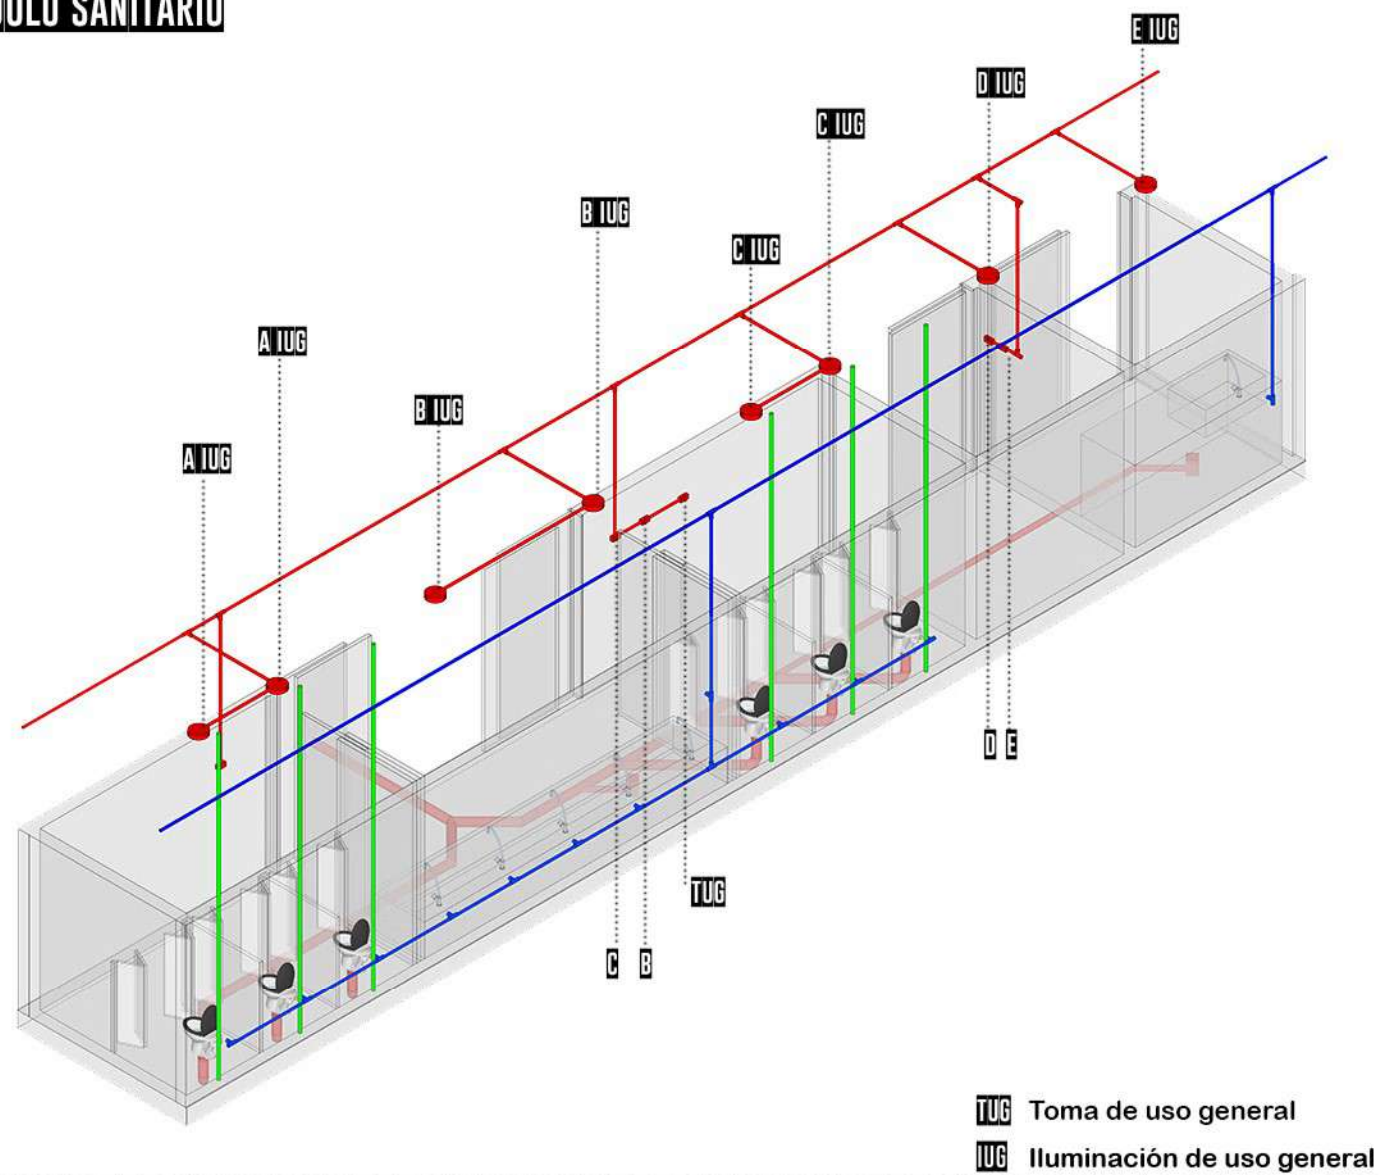 SANITARIO
E IUG
D IUG
C IUG
B IUG
C IUG
A IUG
B IUG
A IUG
D E
TUG
C B
TUG Toma de uso general
IUG Iluminación de uso general